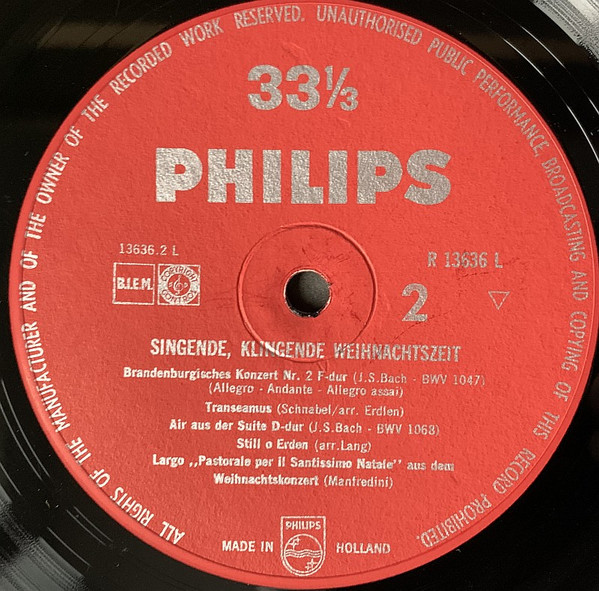 ALL RIGHTS OF THE MANUFACTURER AND OF THE OWNER OF THE RECORDED WORK RESERVED. UNAUTHORISED PUBLIC PERFORMANCE, BROADCASTING AND COPYING OF THIS RECORD PROHIBITED.
33⅓
PHILIPS
13636.2 L
R 13636 L
B.I.E.M.
COPYRIGHT CONTROL
2
SINGENDE, KLINGENDE WEIHNACHTSZEIT
Brandenburgisches Konzert Nr. 2 F-dur (J.S.Bach - BWV 1047)
(Allegro - Andante - Allegro assai)
Transeamus (Schnabel/arr. Erdlen)
Air aus der Suite D-dur (J.S.Bach - BWV 1068)
Still o Erden (arr.Lang)
Largo „Pastorale per il Santissimo Natale" aus dem
Weihnachtskonzert (Manfredini)
PHILIPS
MADE IN HOLLAND